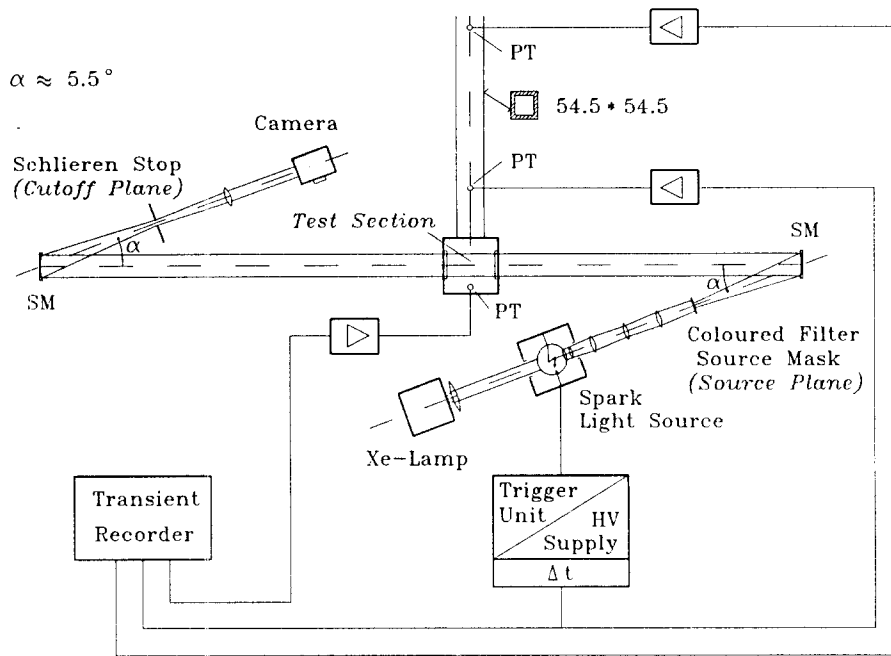 PT
α ≈ 5.5°
54.5 * 54.5
Camera
Schlieren Stop
(Cutoff Plane)
PT
Test Section
SM
α
α
SM
PT
Coloured Filter
Source Mask
(Source Plane)
Spark
Light Source
Xe-Lamp
Transient
Recorder
Trigger
Unit
HV
Supply
Δt